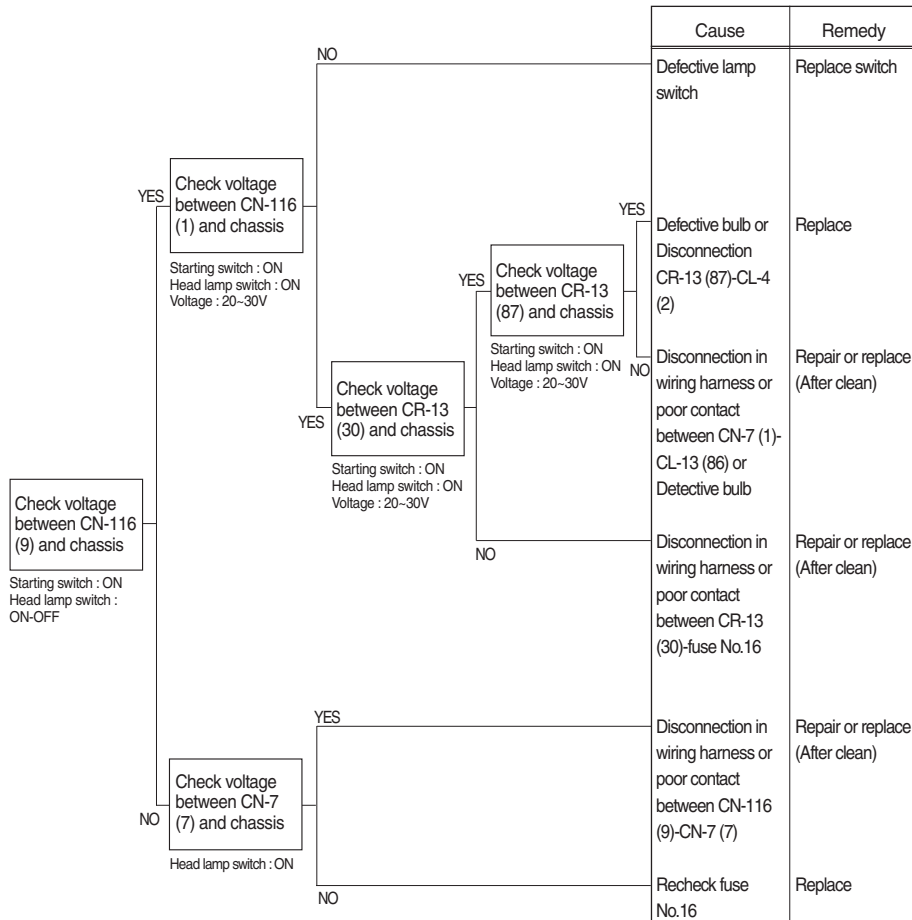 Cause
Remedy
NO
Defective lamp
switch
Replace switch
YES
Check voltage
between CN-116
(1) and chassis
Starting switch : ON
Head lamp switch : ON
Voltage : 20~30V
YES
Defective bulb or
Disconnection
CR-13 (87)-CL-4
(2)
Replace
YES
Check voltage
between CR-13
(87) and chassis
Starting switch : ON
Head lamp switch : ON
Voltage : 20~30V
NO
Disconnection in
wiring harness or
poor contact
between CN-7 (1)-
CL-13 (86) or
Detective bulb
Repair or replace
(After clean)
YES
Check voltage
between CR-13
(30) and chassis
Starting switch : ON
Head lamp switch : ON
Voltage : 20~30V
Check voltage
between CN-116
(9) and chassis
Starting switch : ON
Head lamp switch :
ON-OFF
NO
Disconnection in
wiring harness or
poor contact
between CR-13
(30)-fuse No.16
Repair or replace
(After clean)
YES
Disconnection in
wiring harness or
poor contact
between CN-116
(9)-CN-7 (7)
Repair or replace
(After clean)
NO
Check voltage
between CN-7
(7) and chassis
Head lamp switch : ON
NO
Recheck fuse
No.16
Replace